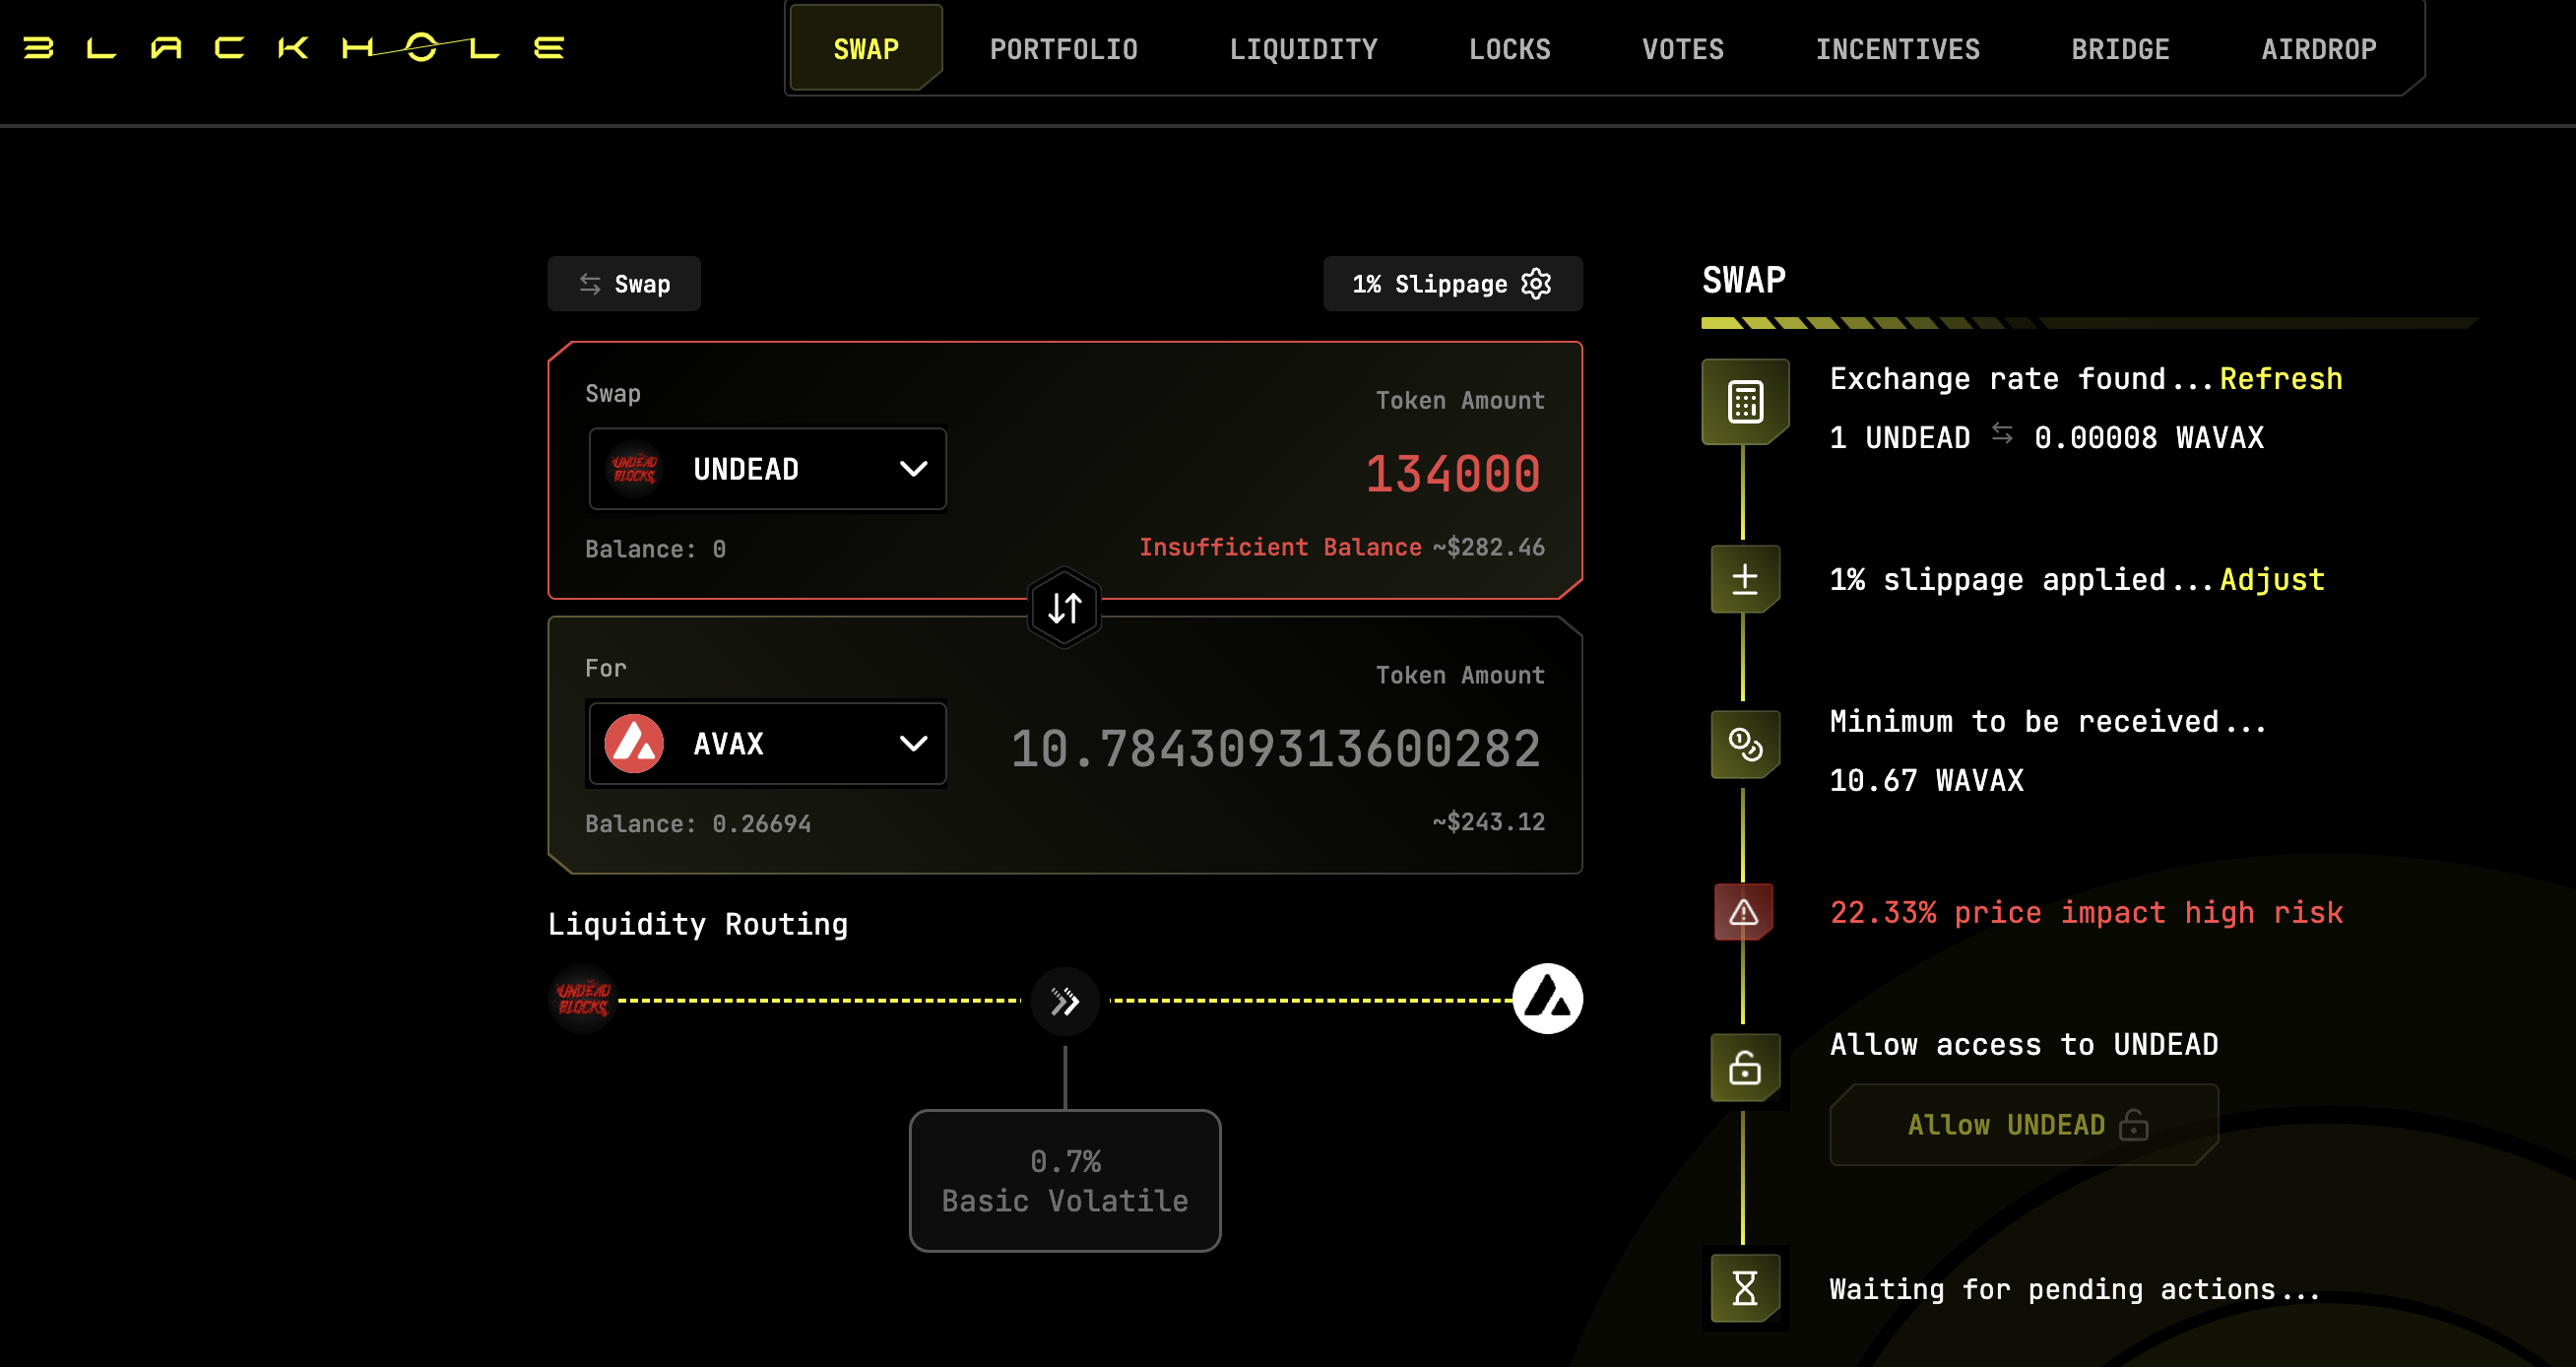 BLACKHOLE
SWAP PORTFOLIO LIQUIDITY LOCKS VOTES INCENTIVES BRIDGE AIRDROP
Swap
1% Slippage
Swap
Token Amount
UNDEAD BLOCKS
UNDEAD
134000
Balance: 0
Insufficient Balance ~$282.46
For
Token Amount
AVAX
10.784309313600282
Balance: 0.26694
~$243.12
Liquidity Routing
UNDEAD BLOCKS
0.7%
Basic Volatile
SWAP
Exchange rate found...Refresh
1 UNDEAD ⇆ 0.00008 WAVAX
1% slippage applied...Adjust
Minimum to be received...
10.67 WAVAX
22.33% price impact high risk
Allow access to UNDEAD
Allow UNDEAD
Waiting for pending actions...